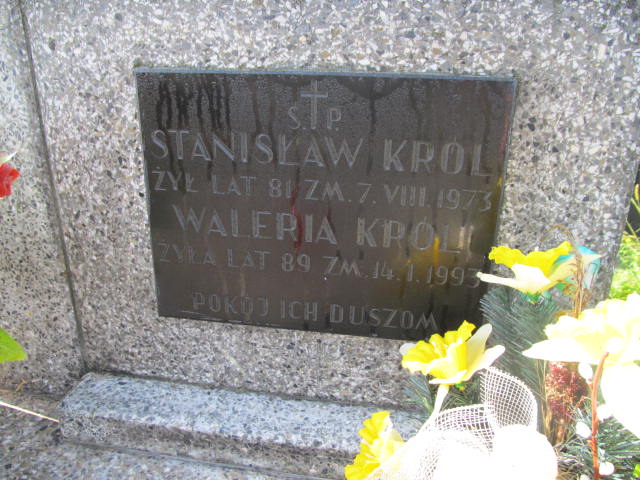 Ś.P.
STANISŁAW KRÓL
ŻYŁ LAT 81 ZM. 7. VIII. 1973
WALERIA KRÓL
ŻYŁA LAT 89 ZM. 14. I. 1993
POKÓJ ICH DUSZOM